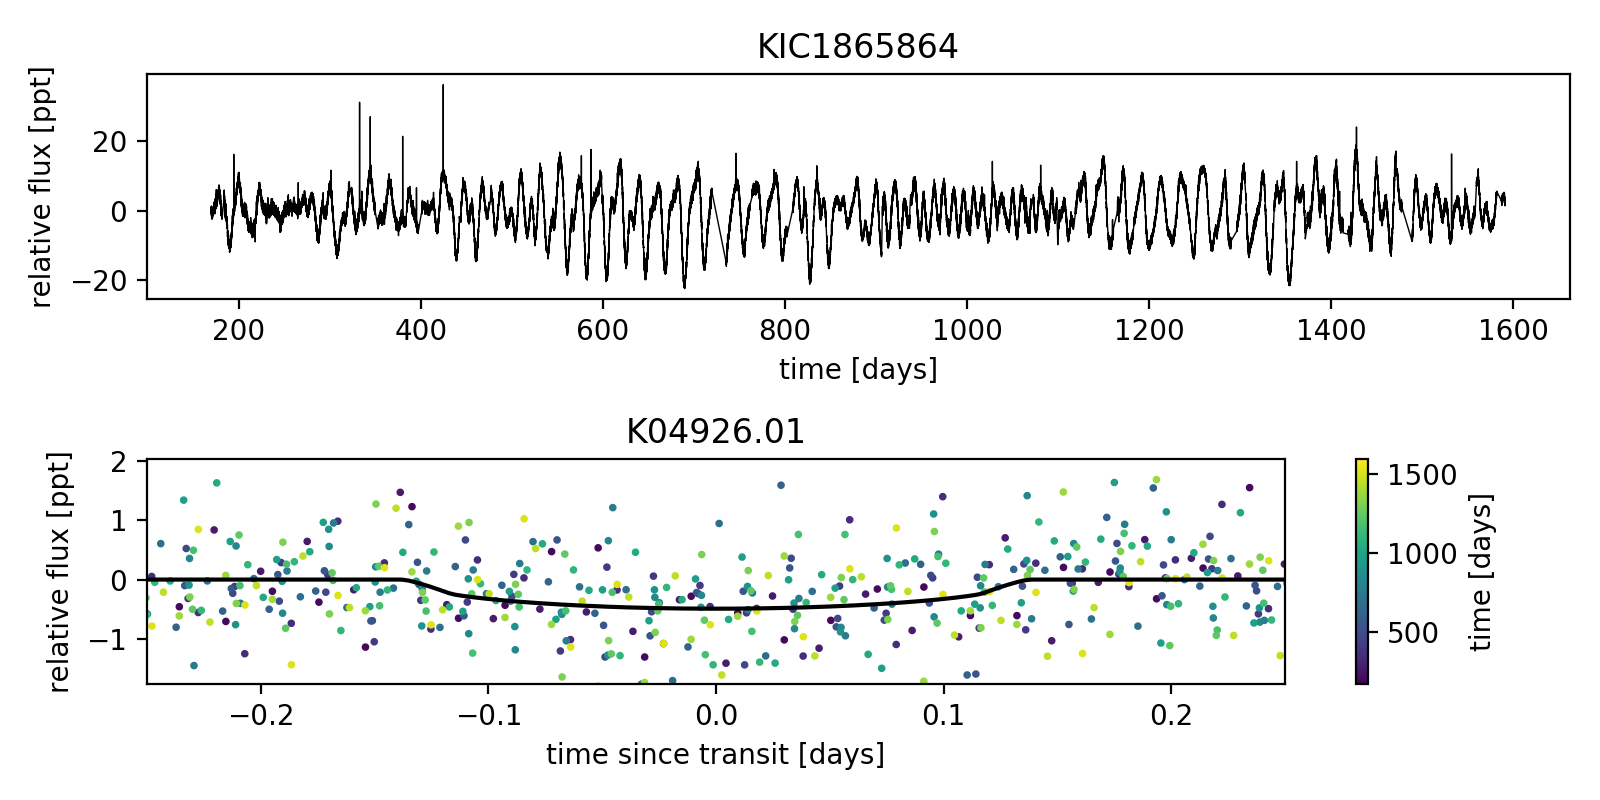 KIC1865864
relative flux [ppt]
20
0
−20
200 400 600 800 1000 1200 1400 1600
time [days]
K04926.01
relative flux [ppt]
2
1
0
−1
−0.2 −0.1 0.0 0.1 0.2
time since transit [days]
1500
1000
500
time [days]